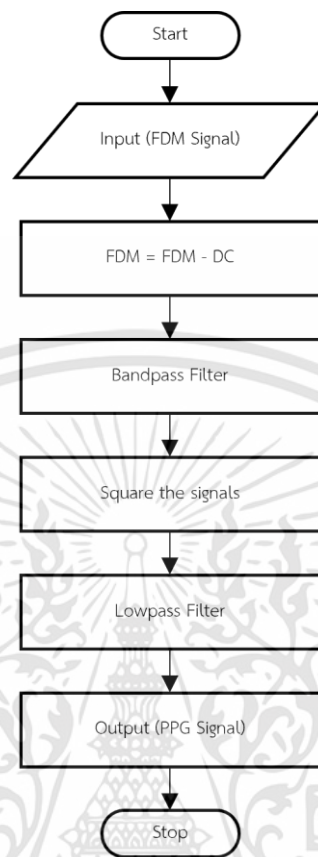 Start
Input (FDM Signal)
FDM = FDM - DC
Bandpass Filter
Square the signals
Lowpass Filter
Output (PPG Signal)
Stop